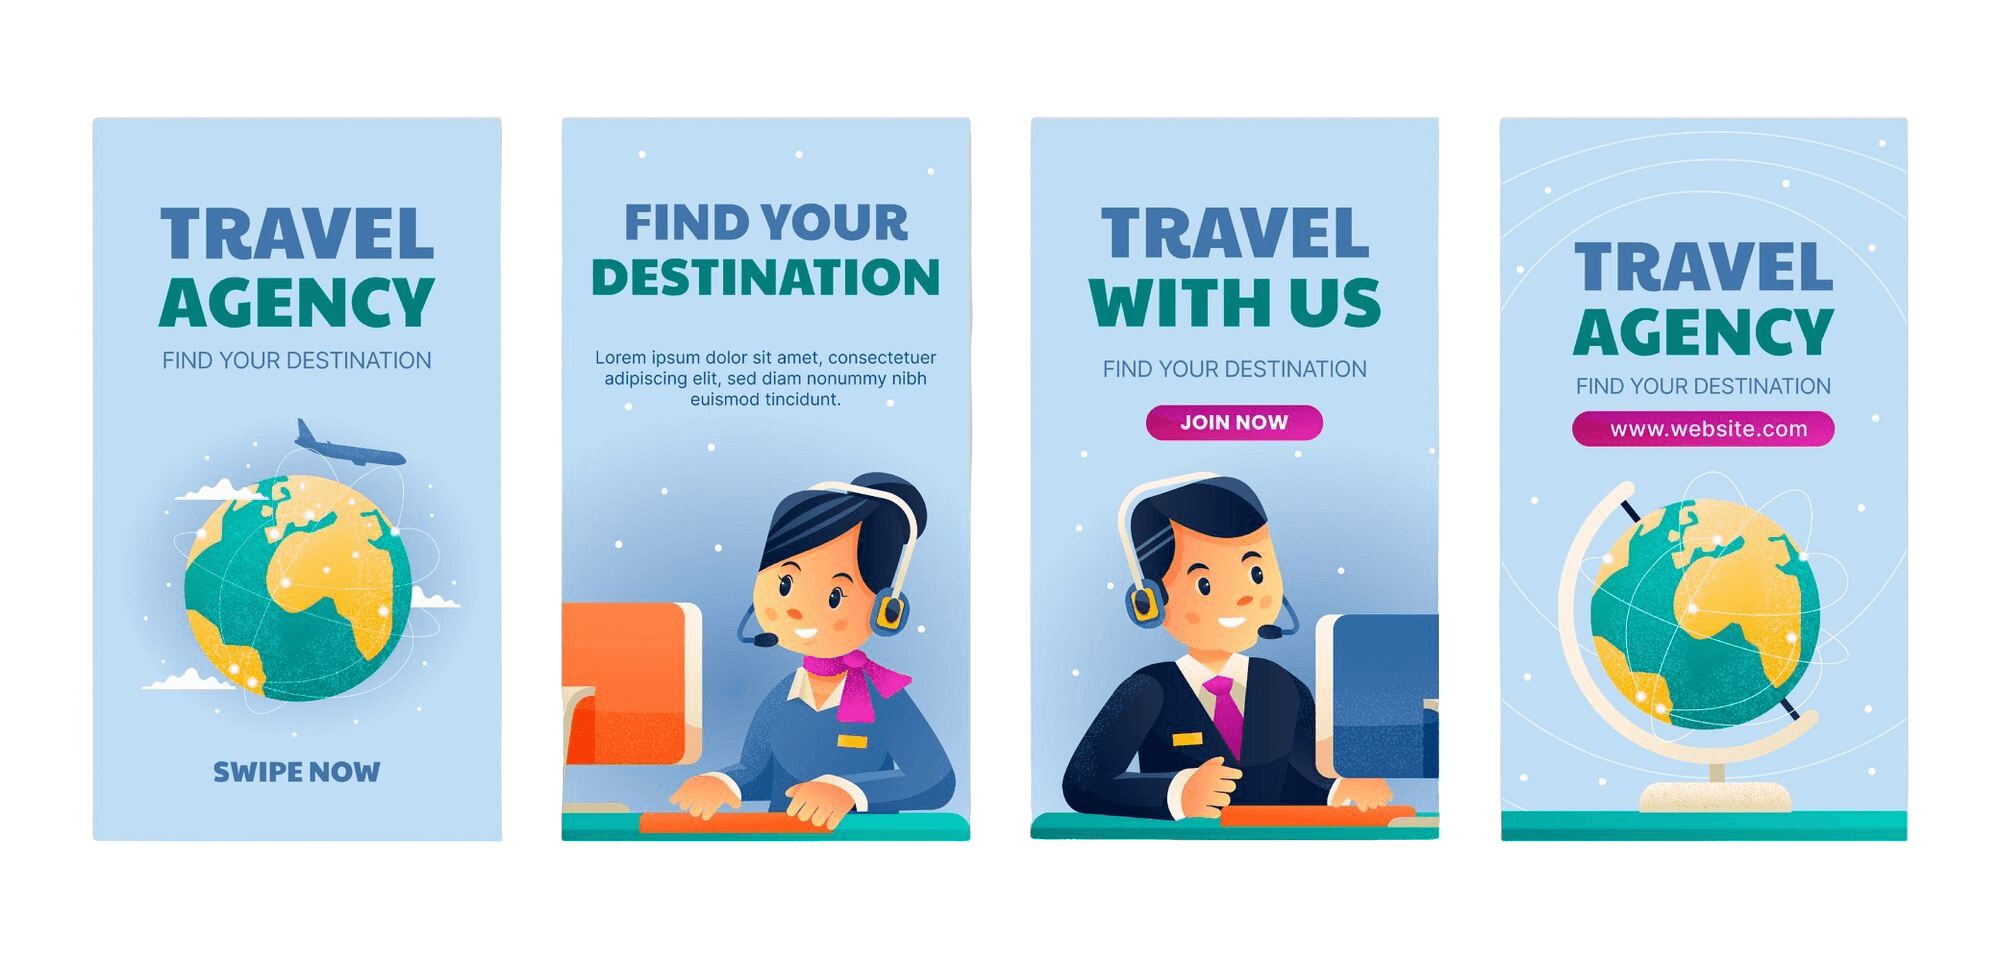 TRAVEL
AGENCY
FIND YOUR DESTINATION
SWIPE NOW
FIND YOUR
DESTINATION
Lorem ipsum dolor sit amet, consectetuer
adipiscing elit, sed diam nonummy nibh
euismod tincidunt.
TRAVEL
WITH US
FIND YOUR DESTINATION
JOIN NOW
TRAVEL
AGENCY
FIND YOUR DESTINATION
www.website.com